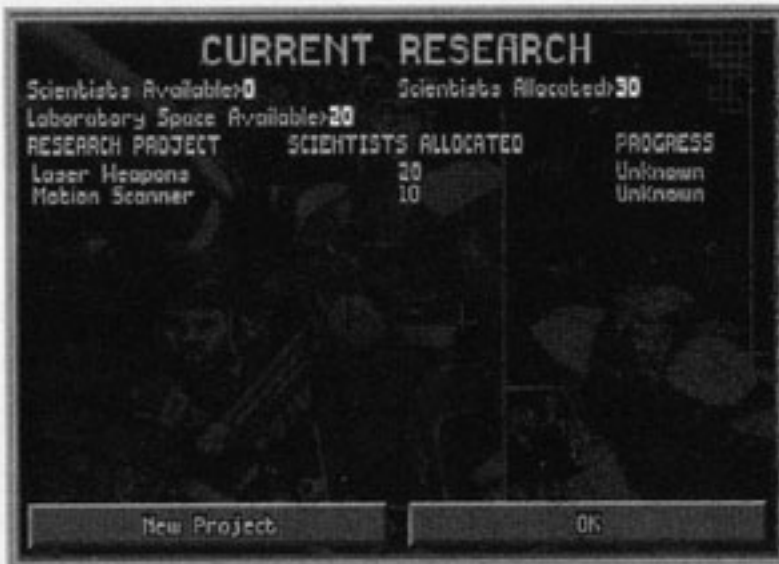 CURRENT RESEARCH
Scientists Available>0 Scientists Allocated>30
Laboratory Space Available>20
RESEARCH PROJECT SCIENTISTS ALLOCATED PROGRESS
Laser Weapons 20 Unknown
Motion Scanner 10 Unknown
New Project OK